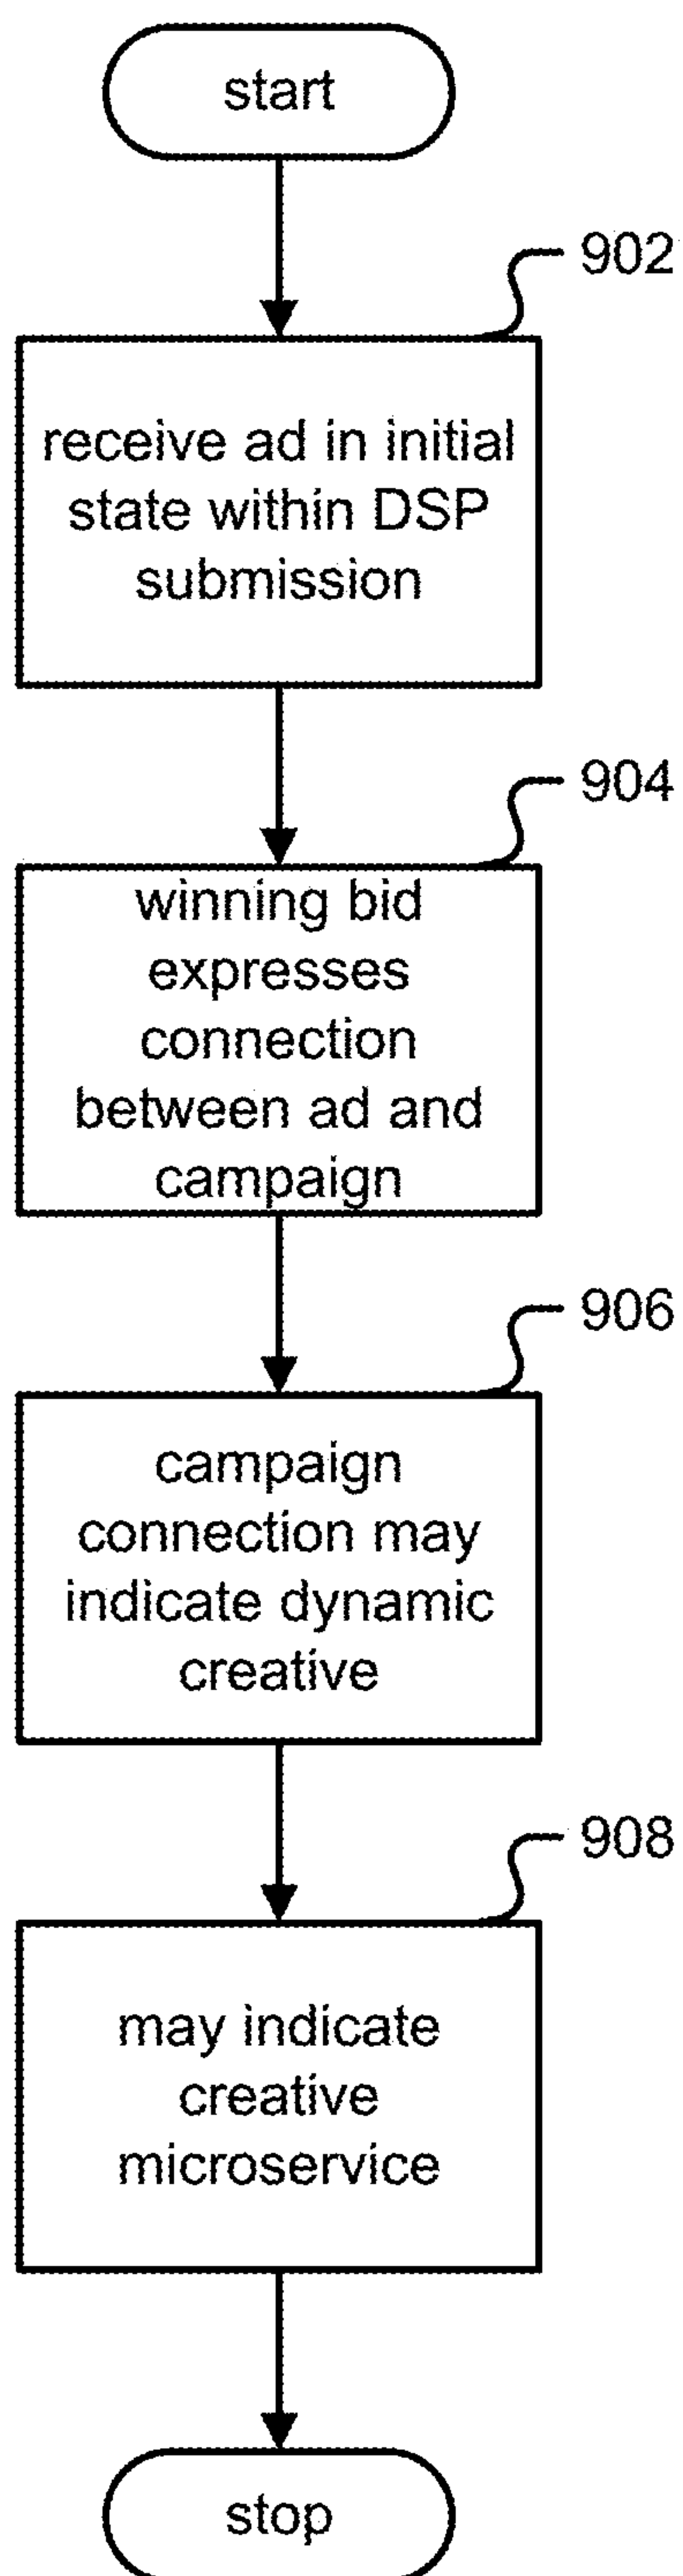 start
902
receive ad in initial
state within DSP
submission
904
winning bid
expresses
connection
between ad and
campaign
906
campaign
connection may
indicate dynamic
creative
908
may indicate
creative
microservice
stop